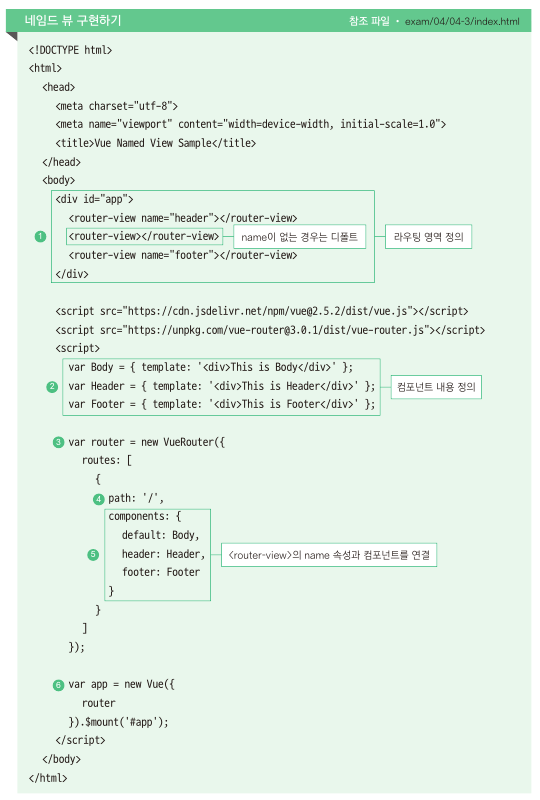 네임드 뷰 구현하기 참조 파일 • exam/04/04-3/index.html
<!DOCTYPE html>
<html>
<head>
<meta charset="utf-8">
<meta name="viewport" content="width=device-width, initial-scale=1.0">
<title>Vue Named View Sample</title>
</head>
<body>
<div id="app">
<router-view name="header"></router-view>
1 <router-view></router-view> name이 없는 경우는 디폴트 라우팅 영역 정의
<router-view name="footer"></router-view>
</div>
<script src="https://cdn.jsdelivr.net/npm/vue@2.5.2/dist/vue.js"></script>
<script src="https://unpkg.com/vue-router@3.0.1/dist/vue-router.js"></script>
<script>
var Body = { template: '<div>This is Body</div>' };
2 var Header = { template: '<div>This is Header</div>' }; 컴포넌트 내용 정의
var Footer = { template: '<div>This is Footer</div>' };
3 var router = new VueRouter({
routes: [
{
4 path: '/',
components: {
default: Body,
5 header: Header, <router-view>의 name 속성과 컴포넌트를 연결
footer: Footer
}
}
]
});
6 var app = new Vue({
router
}).$mount('#app');
</script>
</body>
</html>